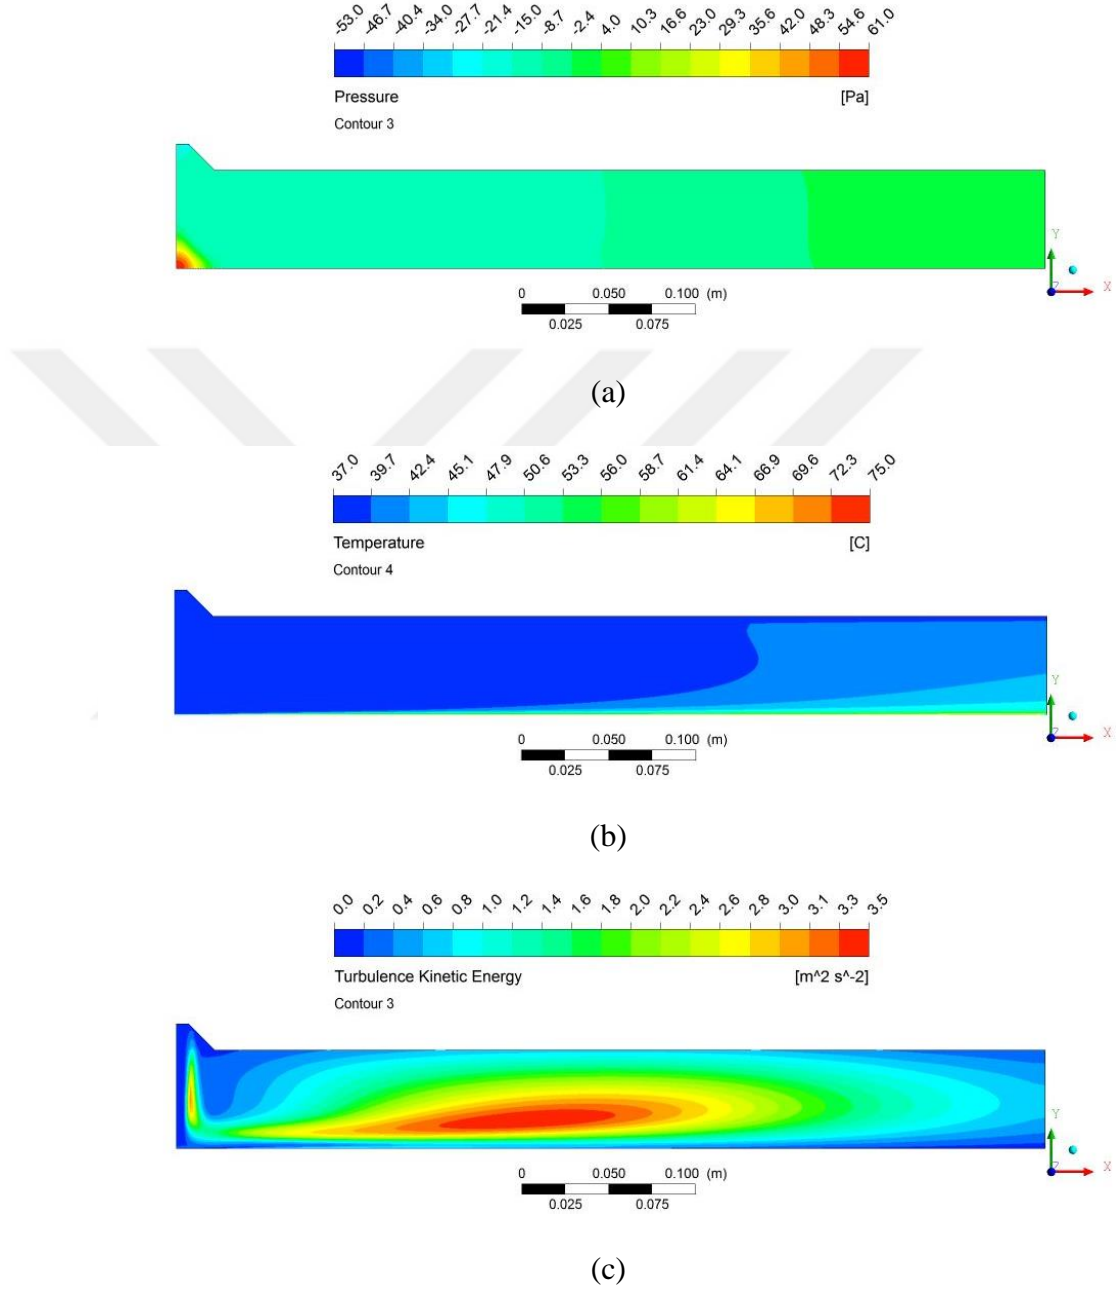 -53.0 -46.7 -40.4 -34.0 -27.7 -21.4 -15.0 -8.7 -2.4 4.0 10.3 16.6 23.0 29.3 35.6 42.0 48.3 54.6 61.0
Pressure [Pa]
Contour 3
Y
X
Z
0 0.050 0.100 (m)
0.025 0.075
(a)
37.0 39.7 42.4 45.1 47.9 50.6 53.3 56.0 58.7 61.4 64.1 66.9 69.6 72.3 75.0
Temperature [C]
Contour 4
Y
X
Z
0 0.050 0.100 (m)
0.025 0.075
(b)
0.0 0.2 0.4 0.6 0.8 1.0 1.2 1.4 1.6 1.8 2.0 2.2 2.4 2.6 2.8 3.0 3.1 3.3 3.5
Turbulence Kinetic Energy [m^2 s^-2]
Contour 3
Y
X
Z
0 0.050 0.100 (m)
0.025 0.075
(c)